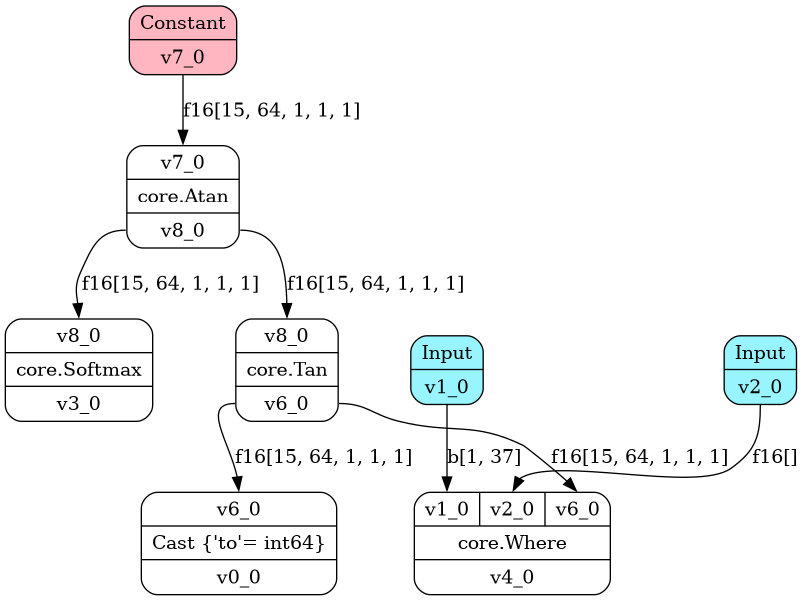 Constant
v7_0
f16[15, 64, 1, 1, 1]
v7_0
core.Atan
v8_0
f16[15, 64, 1, 1, 1]
f16[15, 64, 1, 1, 1]
v8_0
core.Softmax
v3_0
v8_0
core.Tan
v6_0
Input
v1_0
Input
v2_0
f16[15, 64, 1, 1, 1]
b[1, 37]
f16[15, 64, 1, 1, 1]
f16[]
v6_0
Cast {'to'= int64}
v0_0
v1_0 v2_0 v6_0
core.Where
v4_0